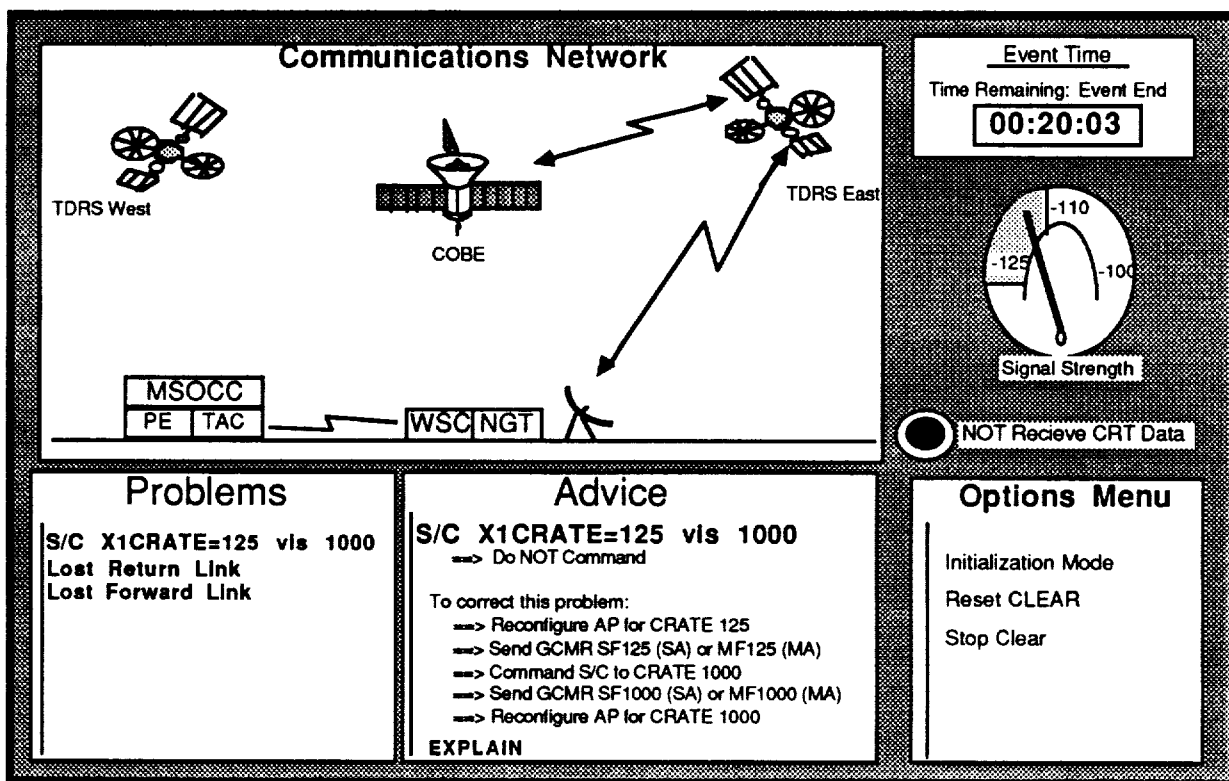 Communications Network
TDRS West
COBE
TDRS East
MSOCC
PE TAC
WSC NGT
Event Time
Time Remaining: Event End
00:20:03
-110
-125
-100
Signal Strength
NOT Recieve CRT Data
Problems
S/C X1CRATE=125 vis 1000
Lost Return Link
Lost Forward Link
Advice
S/C X1CRATE=125 vis 1000
==> Do NOT Command
To correct this problem:
==> Reconfigure AP for CRATE 125
==> Send GCMR SF125 (SA) or MF125 (MA)
==> Command S/C to CRATE 1000
==> Send GCMR SF1000 (SA) or MF1000 (MA)
==> Reconfigure AP for CRATE 1000
EXPLAIN
Options Menu
Initialization Mode
Reset CLEAR
Stop Clear